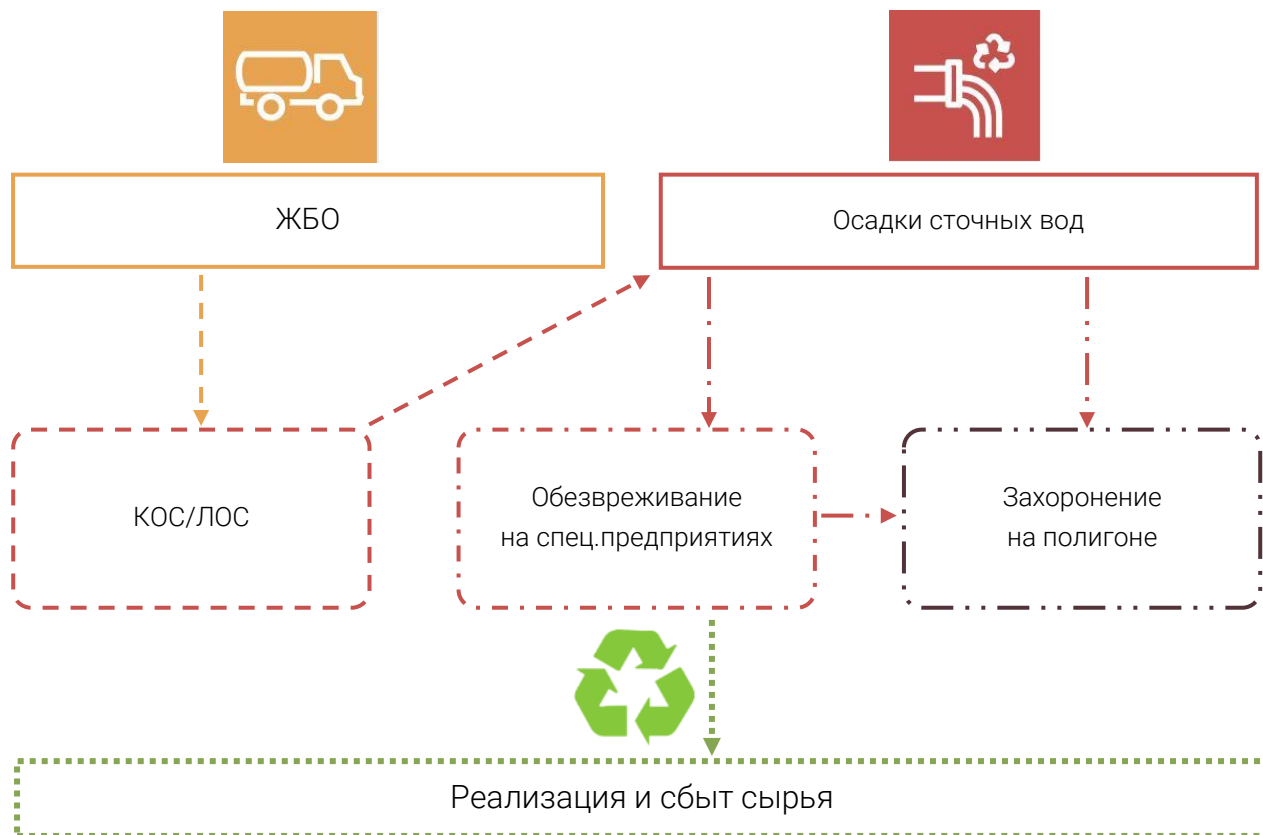 ЖБО
Осадки сточных вод
КОС/ЛОС
Обезвреживание
на спец.предприятиях
Захоронение
на полигоне
Реализация и сбыт сырья